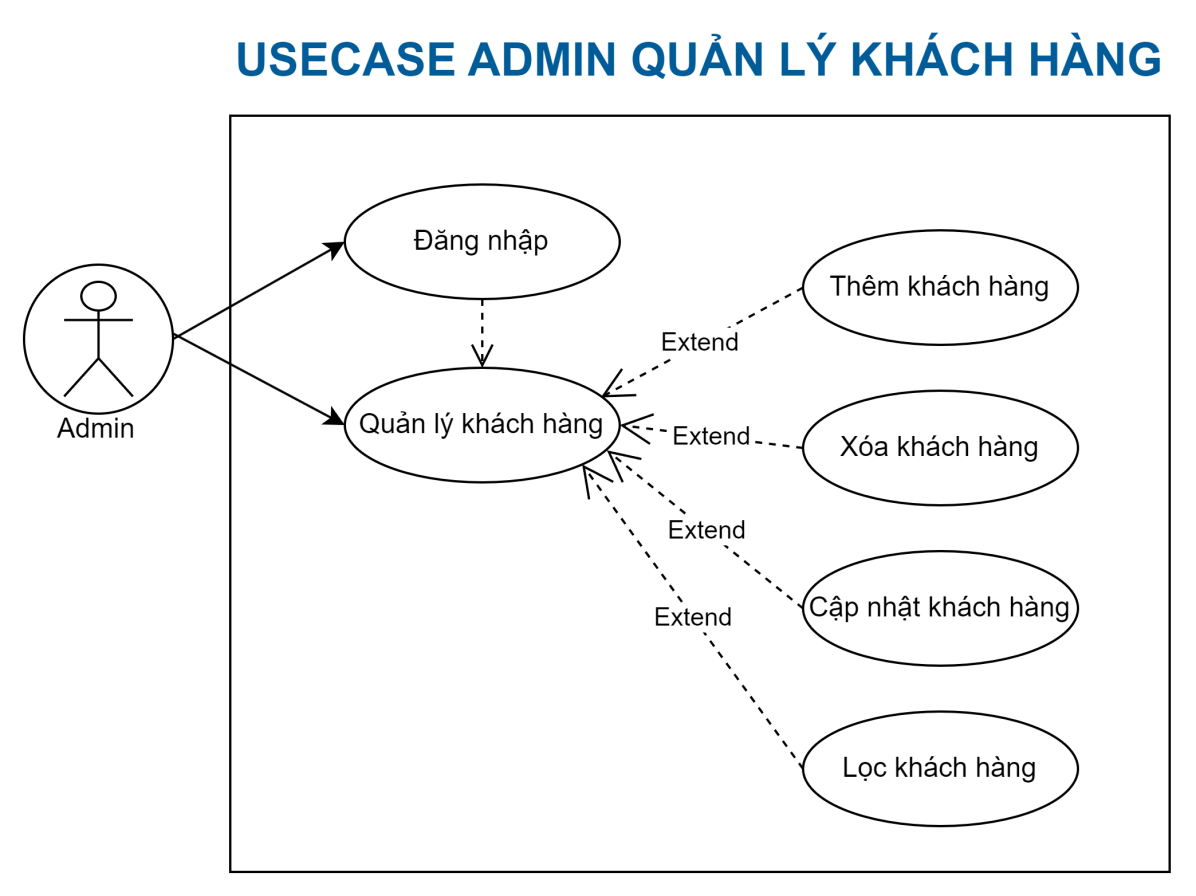 USECASE ADMIN QUẢN LÝ KHÁCH HÀNG
Đăng nhập
Thêm khách hàng
Extend
Admin
Quản lý khách hàng
Extend
Xóa khách hàng
Extend
Cập nhật khách hàng
Extend
Lọc khách hàng